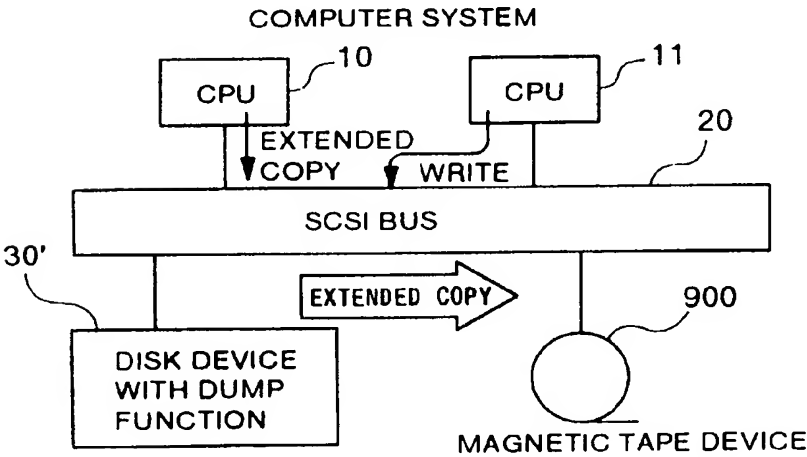 COMPUTER SYSTEM
10
11
CPU
CPU
20
EXTENDED
COPY
WRITE
SCSI BUS
30'
EXTENDED COPY
900
DISK DEVICE
WITH DUMP
FUNCTION
MAGNETIC TAPE DEVICE